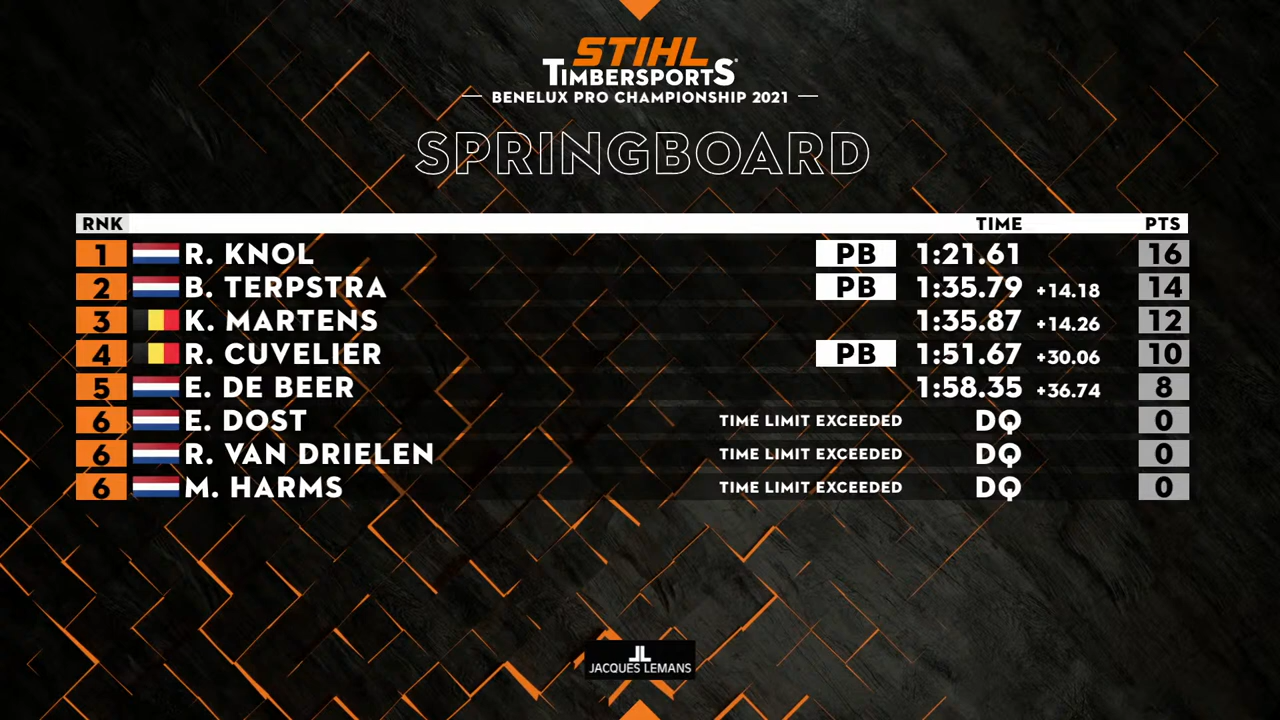 STIHL
TIMBERSPORTS®
BENELUX PRO CHAMPIONSHIP 2021
SPRINGBOARD
RNK TIME PTS
1 R. KNOL PB 1:21.61 16
2 B. TERPSTRA PB 1:35.79 +14.18 14
3 K. MARTENS 1:35.87 +14.26 12
4 R. CUVELIER PB 1:51.67 +30.06 10
5 E. DE BEER 1:58.35 +36.74 8
6 E. DOST TIME LIMIT EXCEEDED DQ 0
6 R. VAN DRIELEN TIME LIMIT EXCEEDED DQ 0
6 M. HARMS TIME LIMIT EXCEEDED DQ 0
JL
JACQUES LEMANS